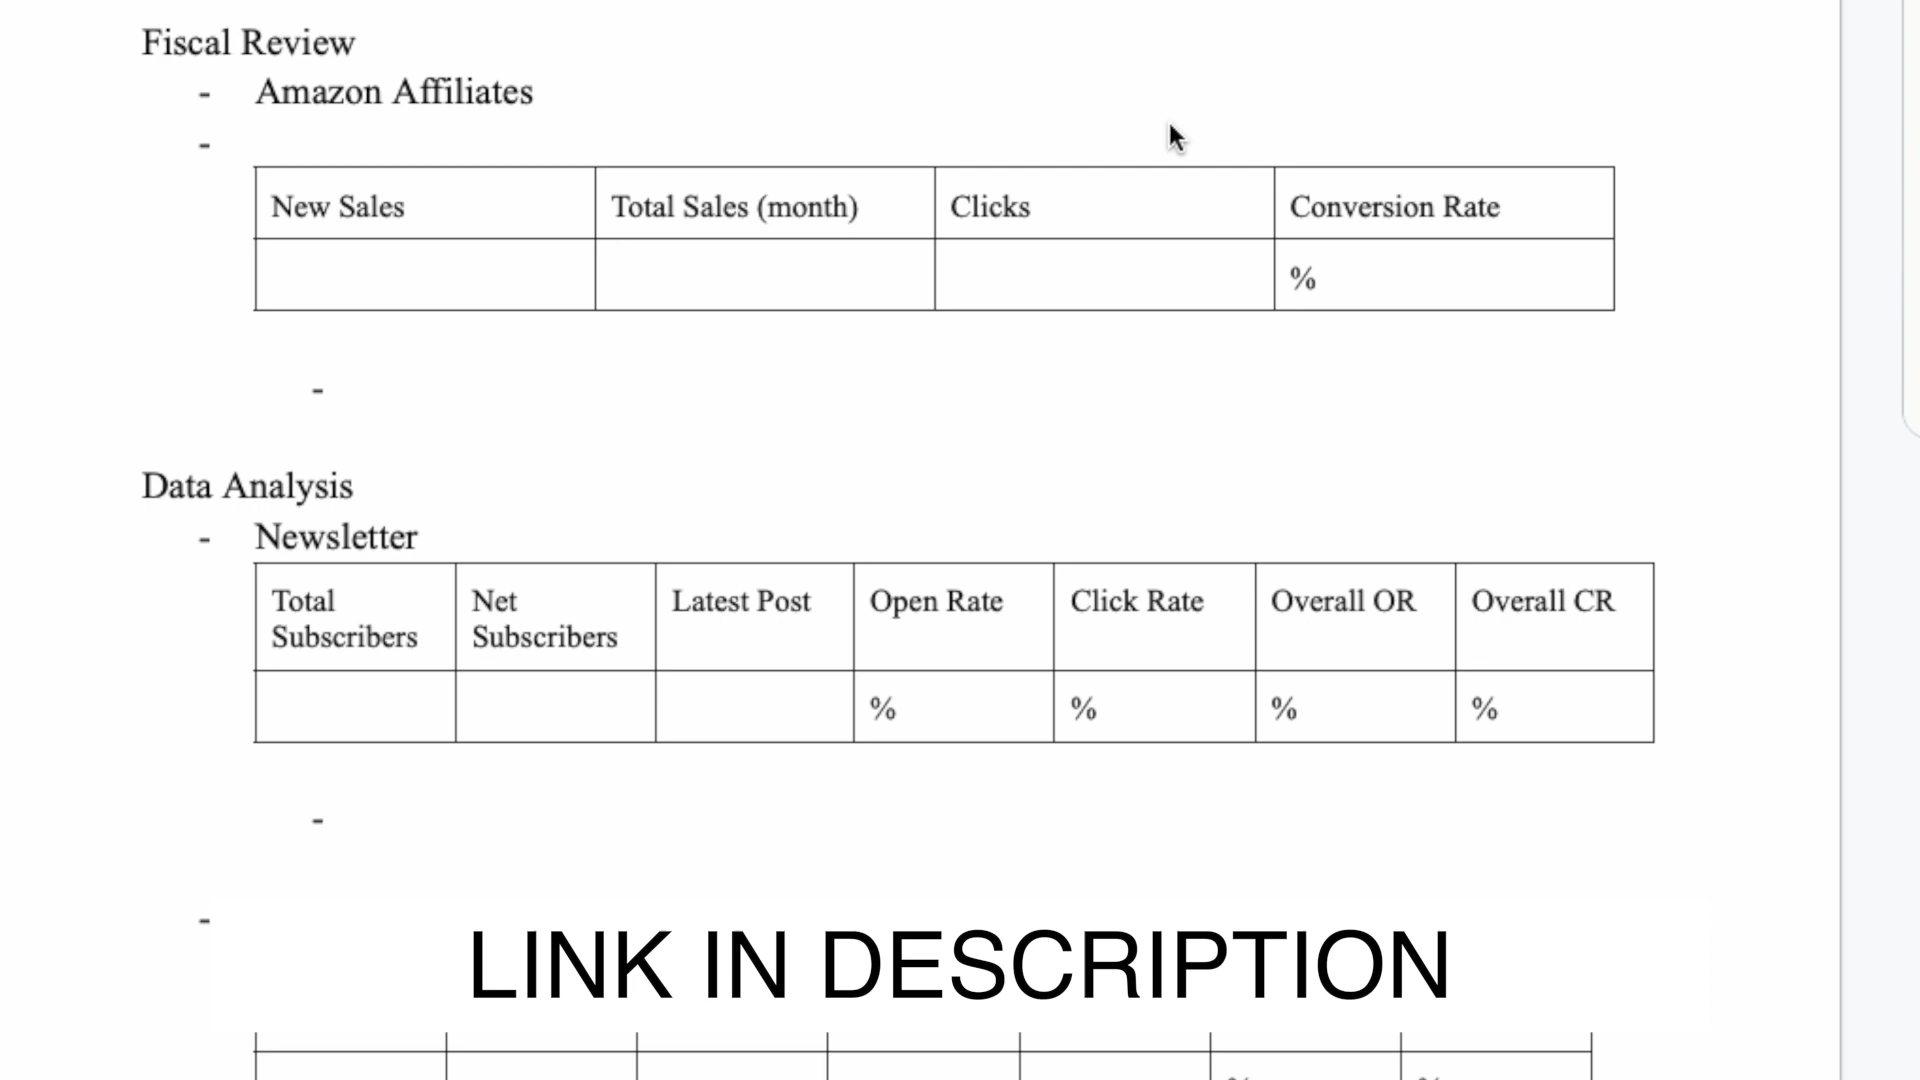 Fiscal Review
- Amazon Affiliates
-
New Sales Total Sales (month) Clicks Conversion Rate
%
-
Data Analysis
- Newsletter
Total Subscribers Net Subscribers Latest Post Open Rate Click Rate Overall OR Overall CR
% % % %
-
-
LINK IN DESCRIPTION